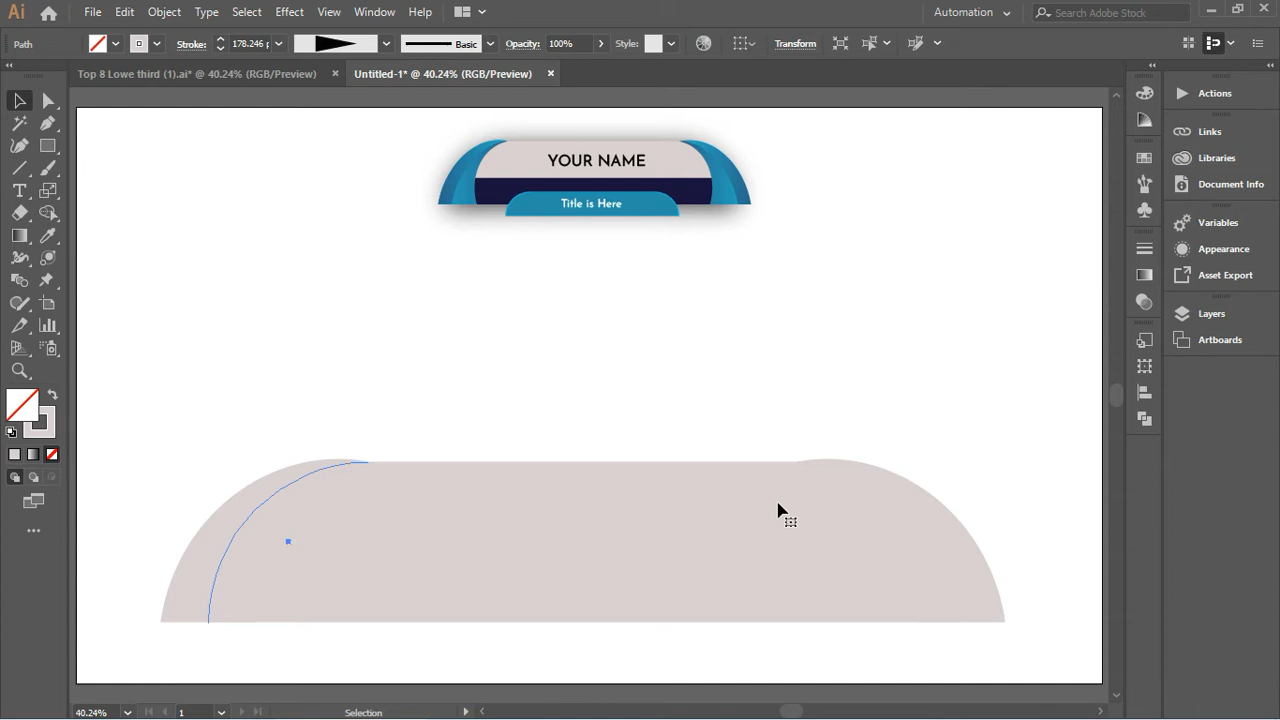 Ai File Edit Object Type Select Effect View Window Help Automation Search Adobe Stock
Path Stroke: 178.246 p Basic Opacity: 100% Style: Transform
Top 8 Lowe third (1).ai* @ 40.24% (RGB/Preview) × Untitled-1* @ 40.24% (RGB/Preview) ×
Actions
Links
Libraries
Document Info
Variables
Appearance
Asset Export
Layers
Artboards
YOUR NAME
Title is Here
40.24% 1 Selection